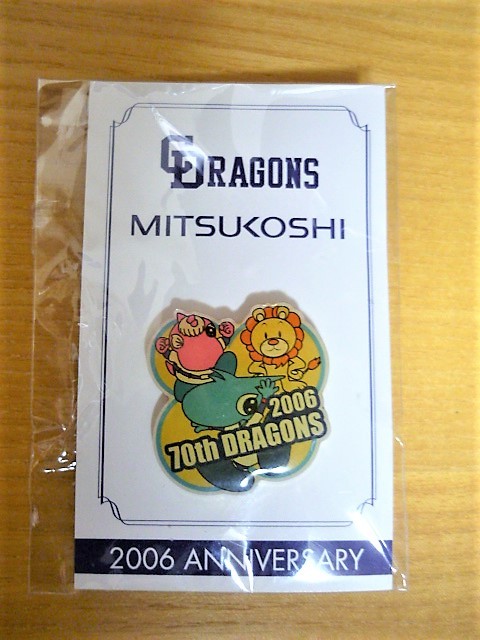 CD DRAGONS
MITSUKOSHI
2006
70th DRAGONS
2006 ANNIVERSARY